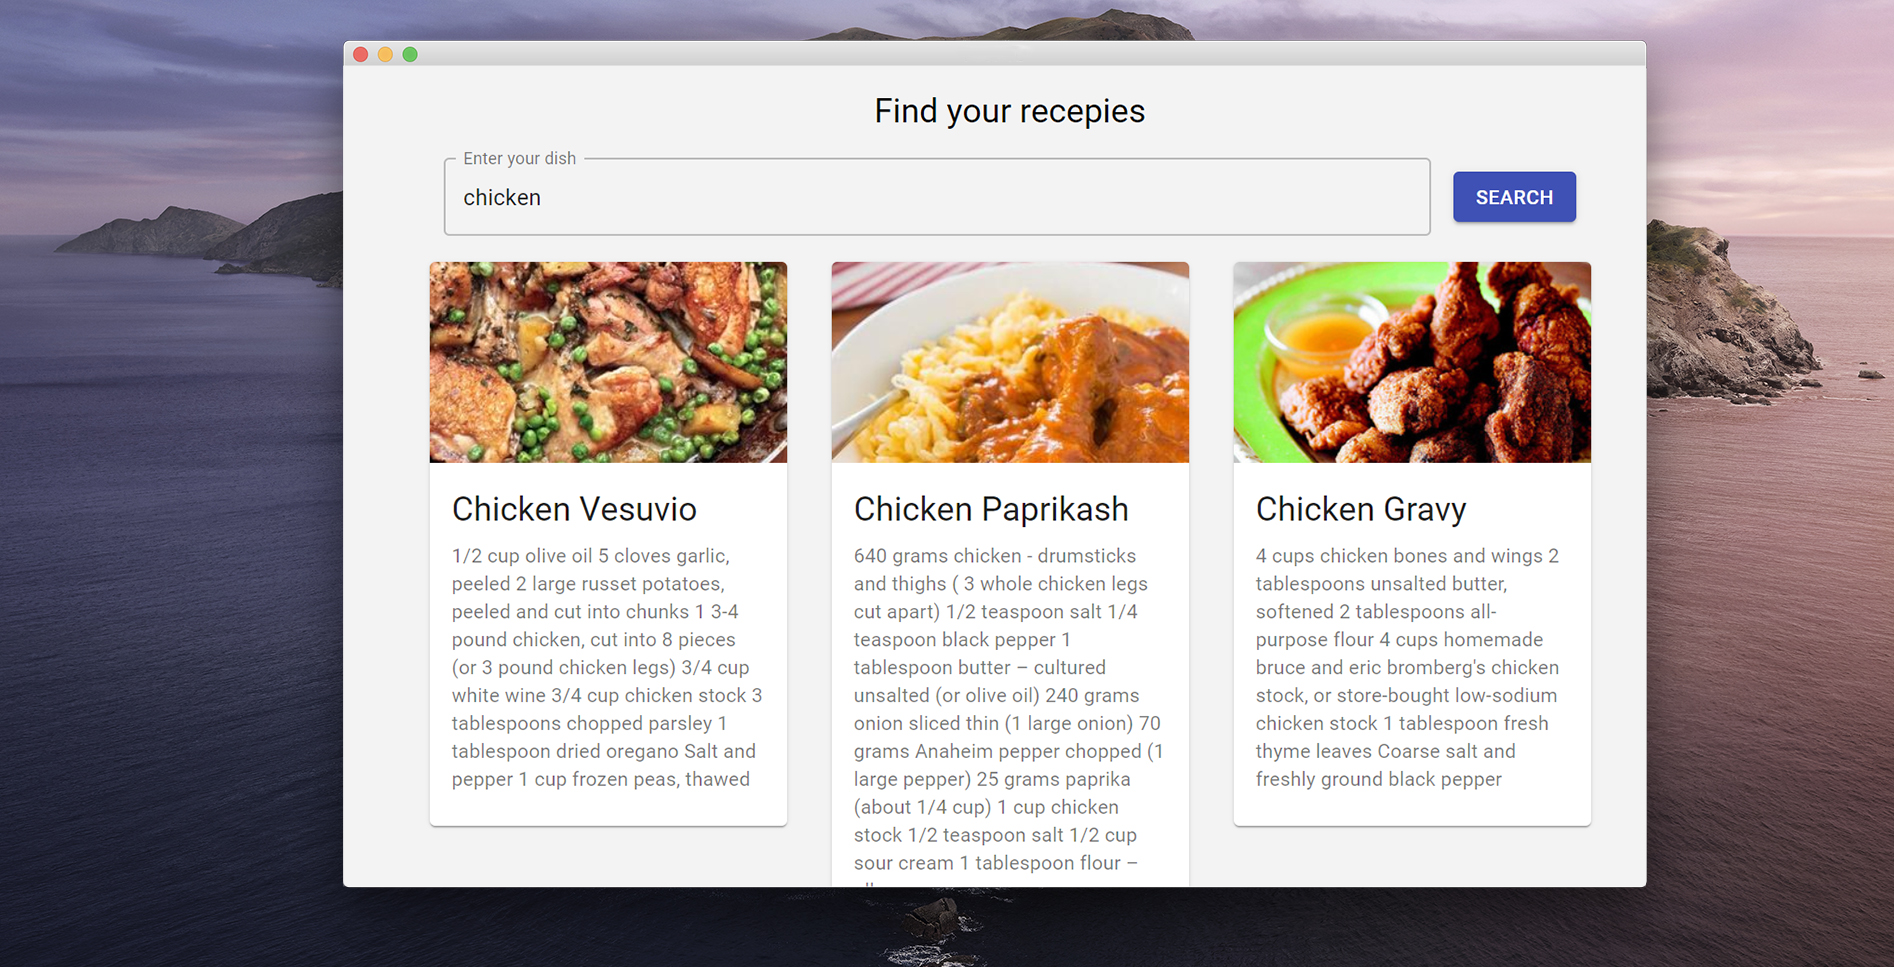 Find your recepies
Enter your dish
chicken
SEARCH
Chicken Vesuvio
1/2 cup olive oil 5 cloves garlic,
peeled 2 large russet potatoes,
peeled and cut into chunks 1 3-4
pound chicken, cut into 8 pieces
(or 3 pound chicken legs) 3/4 cup
white wine 3/4 cup chicken stock 3
tablespoons chopped parsley 1
tablespoon dried oregano Salt and
pepper 1 cup frozen peas, thawed
Chicken Paprikash
640 grams chicken - drumsticks
and thighs ( 3 whole chicken legs
cut apart) 1/2 teaspoon salt 1/4
teaspoon black pepper 1
tablespoon butter – cultured
unsalted (or olive oil) 240 grams
onion sliced thin (1 large onion) 70
grams Anaheim pepper chopped (1
large pepper) 25 grams paprika
(about 1/4 cup) 1 cup chicken
stock 1/2 teaspoon salt 1/2 cup
sour cream 1 tablespoon flour –
Chicken Gravy
4 cups chicken bones and wings 2
tablespoons unsalted butter,
softened 2 tablespoons all-
purpose flour 4 cups homemade
bruce and eric bromberg's chicken
stock, or store-bought low-sodium
chicken stock 1 tablespoon fresh
thyme leaves Coarse salt and
freshly ground black pepper